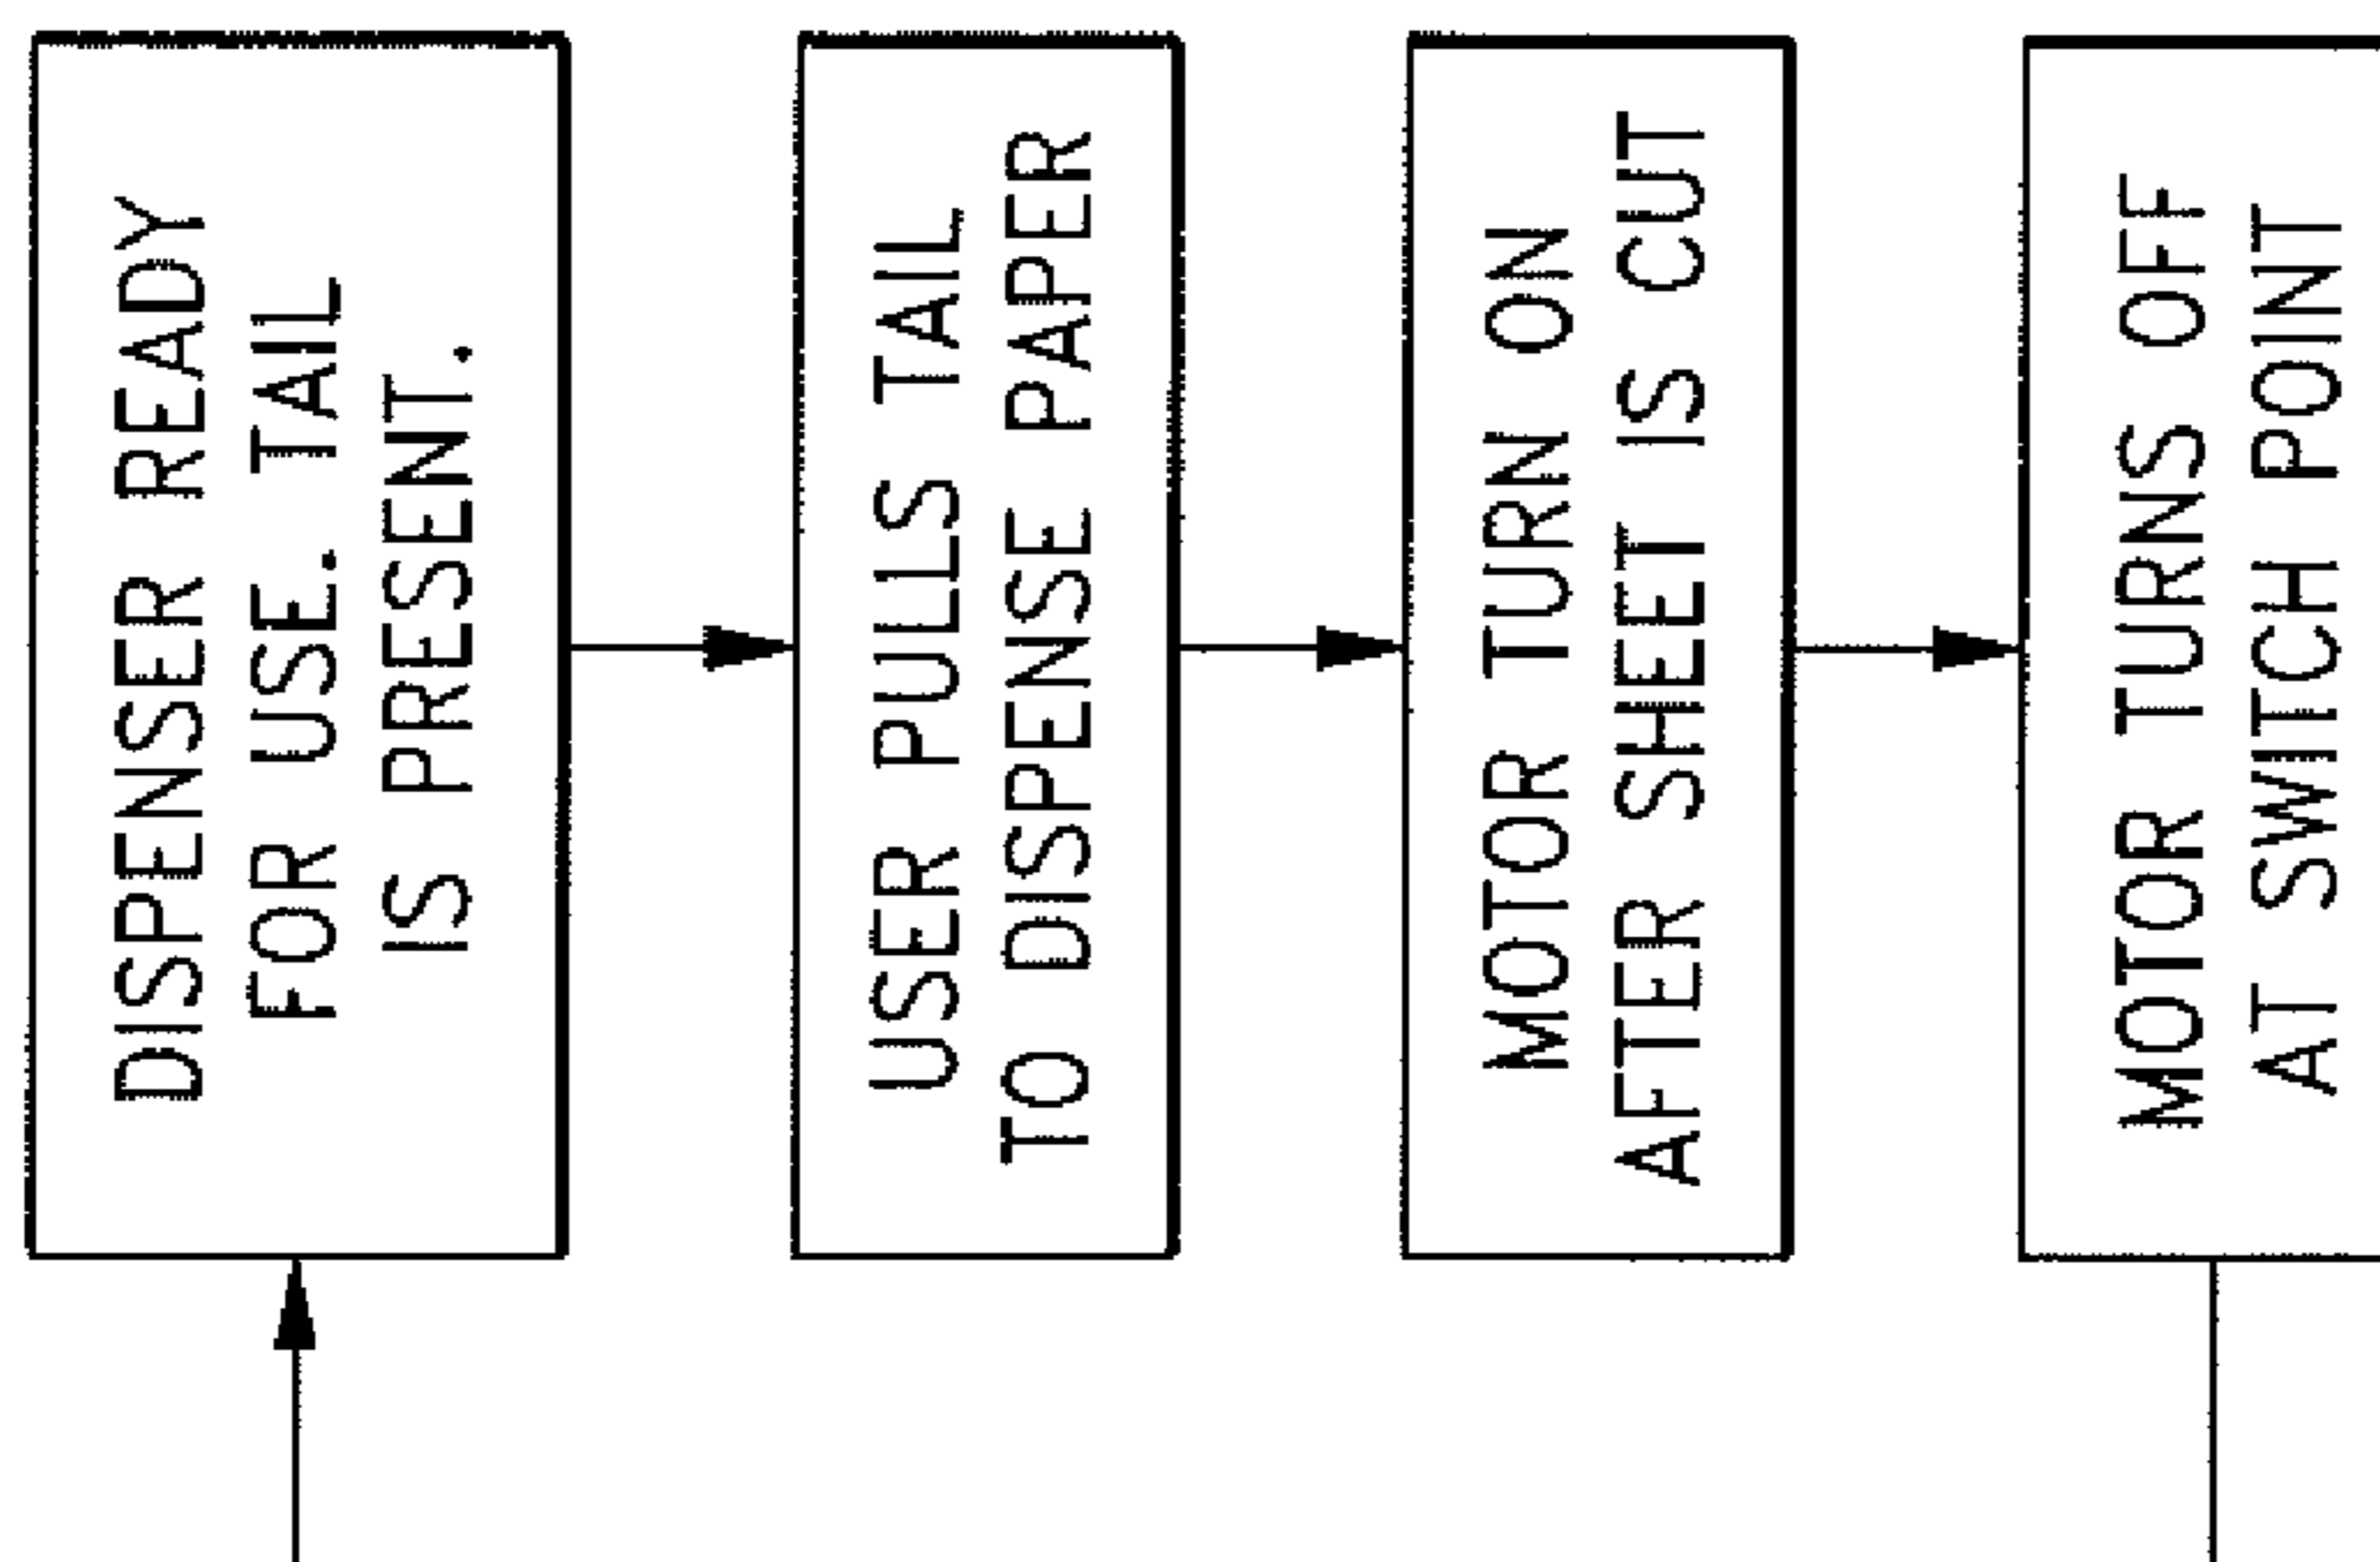 DISPENSER READY
FOR USE. TAIL
IS PRESENT.
USER PULLS TAIL
TO DISPENSE PAPER
MOTOR TURN ON
AFTER SHEET IS CUT
MOTOR TURNS OFF
AT SWITCH POINT